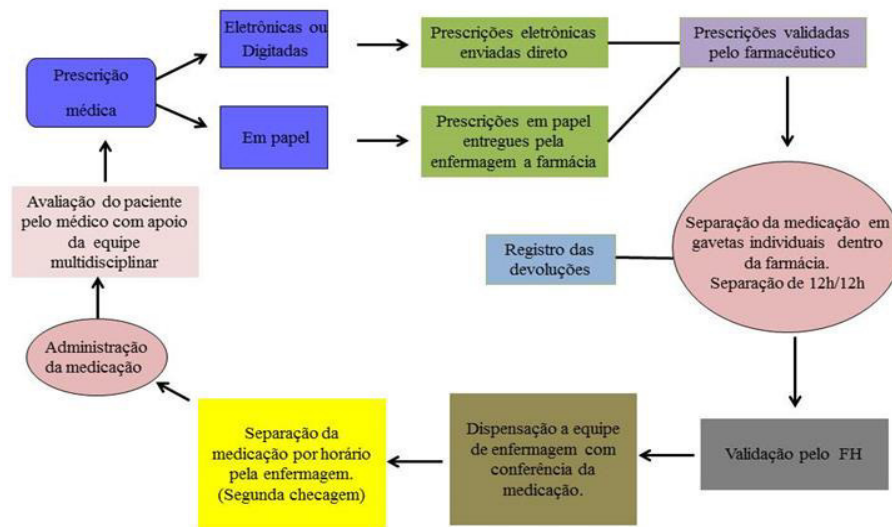 Prescrição
médica
Eletrônicas ou
Digitadas
Em papel
Prescrições eletrônicas
enviadas direto
Prescrições em papel
entregues pela
enfermagem a farmácia
Prescrições validadas
pelo farmacêutico
Separação da medicação em
gavetas individuais dentro
da farmácia.
Separação de 12h/12h
Registro das
devoluções
Validação pelo FH
Dispensação a equipe
de enfermagem com
conferência da
medicação.
Separação da
medicação por horário
pela enfermagem.
(Segunda checagem)
Administração
da medicação
Avaliação do paciente
pelo médico com apoio
da equipe
multidisciplinar